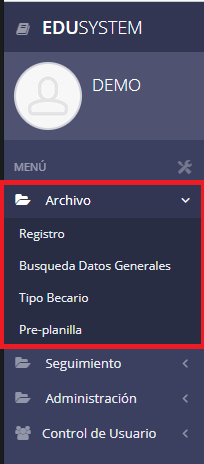 EDUSYSTEM
DEMO
MENÚ
Archivo
Registro
Busqueda Datos Generales
Tipo Becario
Pre-planilla
Seguimiento
Administración
Control de Usuario